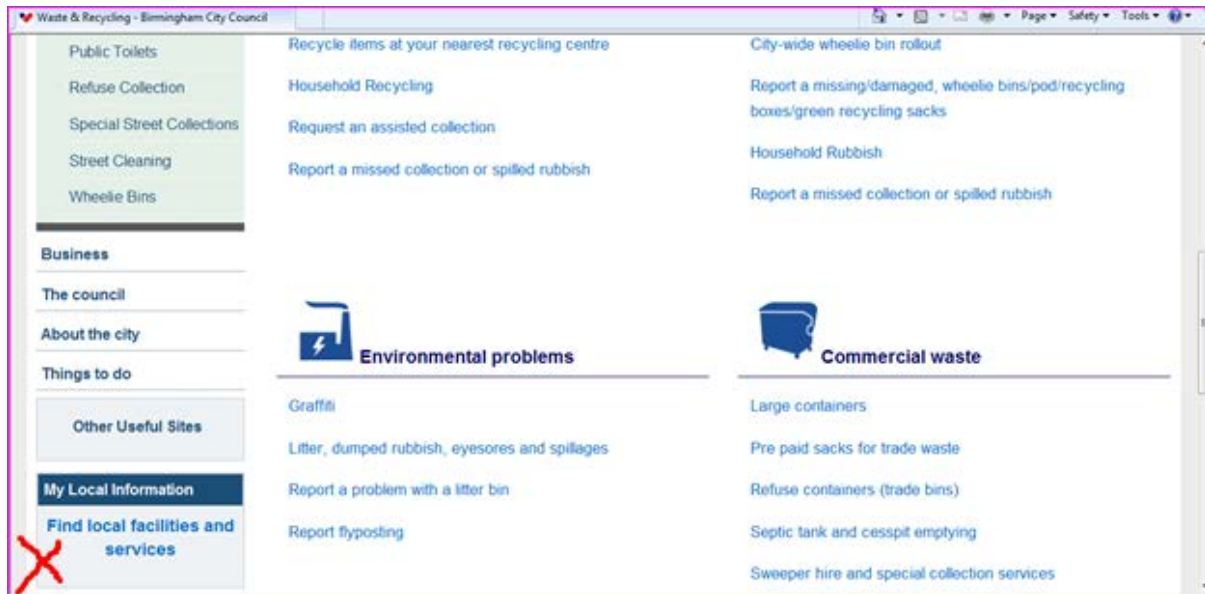 Waste & Recycling - Birmingham City Council
Page
Safety
Tools
Public Toilets
Refuse Collection
Special Street Collections
Street Cleaning
Wheelie Bins
Business
The council
About the city
Things to do
Other Useful Sites
My Local Information
Find local facilities and
services
Recycle items at your nearest recycling centre
Household Recycling
Request an assisted collection
Report a missed collection or spilled rubbish
City-wide wheelie bin rollout
Report a missing/damaged, wheelie bins/pod/recycling
boxes/green recycling sacks
Household Rubbish
Report a missed collection or spilled rubbish
Environmental problems
Graffiti
Litter, dumped rubbish, eyesores and spillages
Report a problem with a litter bin
Report flyposting
Commercial waste
Large containers
Pre paid sacks for trade waste
Refuse containers (trade bins)
Septic tank and cesspit emptying
Sweeper hire and special collection services